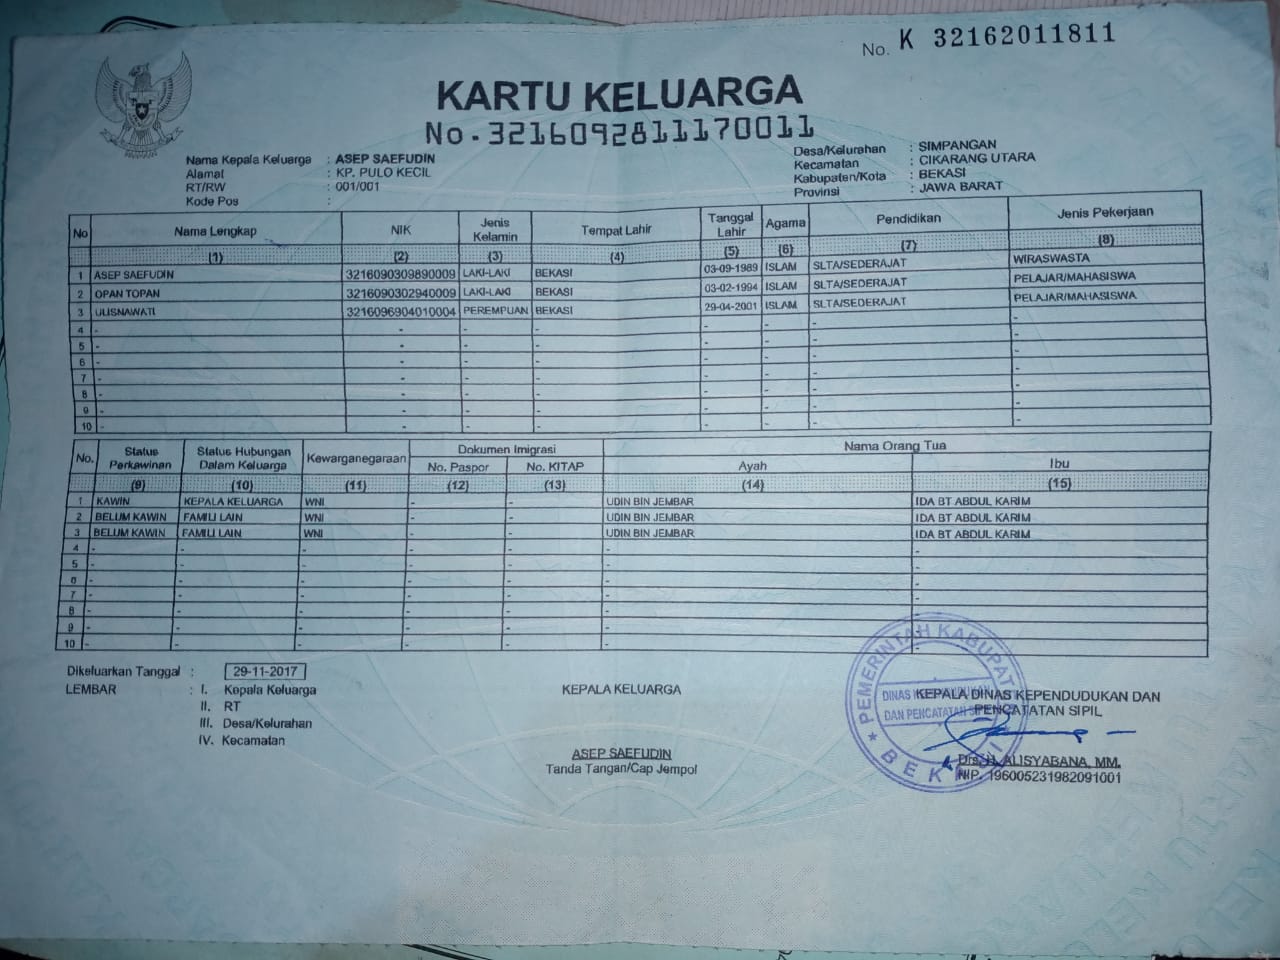 No. K 32162011811
KARTU KELUARGA
No.3216092811170011
Nama Kepala Keluarga : ASEP SAEFUDIN
Alamat : KP. PULO KECIL
RT/RW : 001/001
Kode Pos :
Desa/Kelurahan : SIMPANGAN
Kecamatan : CIKARANG UTARA
Kabupaten/Kota : BEKASI
Provinsi : JAWA BARAT
No Nama Lengkap NIK Jenis Kelamin Tempat Lahir Tanggal Lahir Agama Pendidikan Jenis Pekerjaan
(1) (2) (3) (4) (5) (6) (7) (8)
1 ASEP SAEFUDIN 3216090309890009 LAKI-LAKI BEKASI 03-09-1989 ISLAM SLTA/SEDERAJAT WIRASWASTA
2 OPAN TOPAN 3216090302940009 LAKI-LAKI BEKASI 03-02-1994 ISLAM SLTA/SEDERAJAT PELAJAR/MAHASISWA
3 ULISNAWATI 3216096904010004 PEREMPUAN BEKASI 29-04-2001 ISLAM SLTA/SEDERAJAT PELAJAR/MAHASISWA
4 - - - - - - - -
5 - - - - - - - -
6 - - - - - - - -
7 - - - - - - - -
8 - - - - - - - -
9 - - - - - - - -
10 - - - - - - - -
No. Status Perkawinan Status Hubungan Dalam Keluarga Kewarganegaraan Dokumen Imigrasi Nama Orang Tua
No. Paspor No. KITAP Ayah Ibu
(9) (10) (11) (12) (13) (14) (15)
1 KAWIN KEPALA KELUARGA WNI - - UDIN BIN JEMBAR IDA BT ABDUL KARIM
2 BELUM KAWIN FAMILI LAIN WNI - - UDIN BIN JEMBAR IDA BT ABDUL KARIM
3 BELUM KAWIN FAMILI LAIN WNI - - UDIN BIN JEMBAR IDA BT ABDUL KARIM
4 - - - - - - -
5 - - - - - - -
6 - - - - - - -
7 - - - - - - -
8 - - - - - - -
9 - - - - - - -
10 - - - - - - -
Dikeluarkan Tanggal : 29-11-2017
LEMBAR : I. Kepala Keluarga
II. RT
III. Desa/Kelurahan
IV. Kecamatan
KEPALA KELUARGA
ASEP SAEFUDIN
Tanda Tangan/Cap Jempol
KEPALA DINAS KEPENDUDUKAN DAN
PENCATATAN SIPIL
Drs. H. ALISYABANA, MM.
NIP. 196005231982091001
PEMERINTAH KABUPAT
DINAS
DAN PENCATATAN